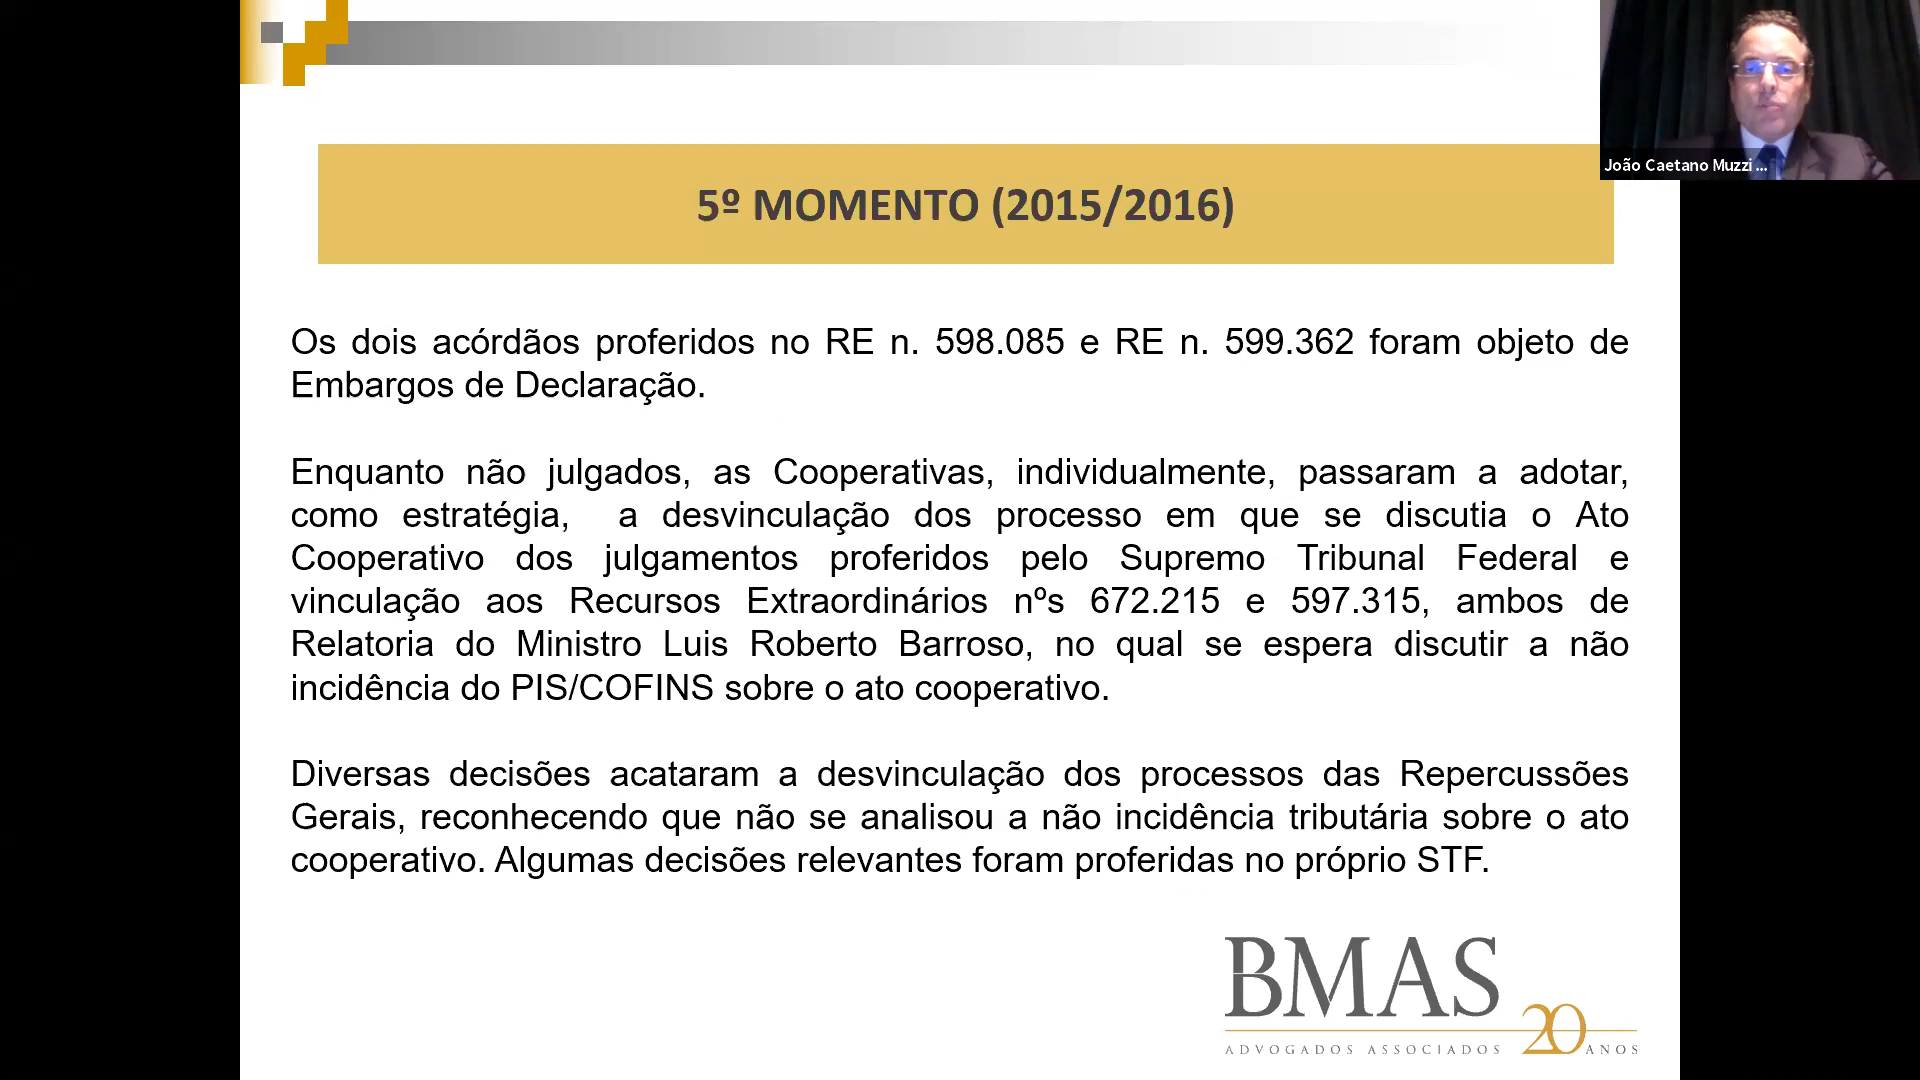 João Caetano Muzzi ...
5º MOMENTO (2015/2016)
Os dois acórdãos proferidos no RE n. 598.085 e RE n. 599.362 foram objeto de
Embargos de Declaração.
Enquanto não julgados, as Cooperativas, individualmente, passaram a adotar,
como estratégia, a desvinculação dos processo em que se discutia o Ato
Cooperativo dos julgamentos proferidos pelo Supremo Tribunal Federal e
vinculação aos Recursos Extraordinários nºs 672.215 e 597.315, ambos de
Relatoria do Ministro Luis Roberto Barroso, no qual se espera discutir a não
incidência do PIS/COFINS sobre o ato cooperativo.
Diversas decisões acataram a desvinculação dos processos das Repercussões
Gerais, reconhecendo que não se analisou a não incidência tributária sobre o ato
cooperativo. Algumas decisões relevantes foram proferidas no próprio STF.
BMAS
ADVOGADOS ASSOCIADOS 20 ANOS